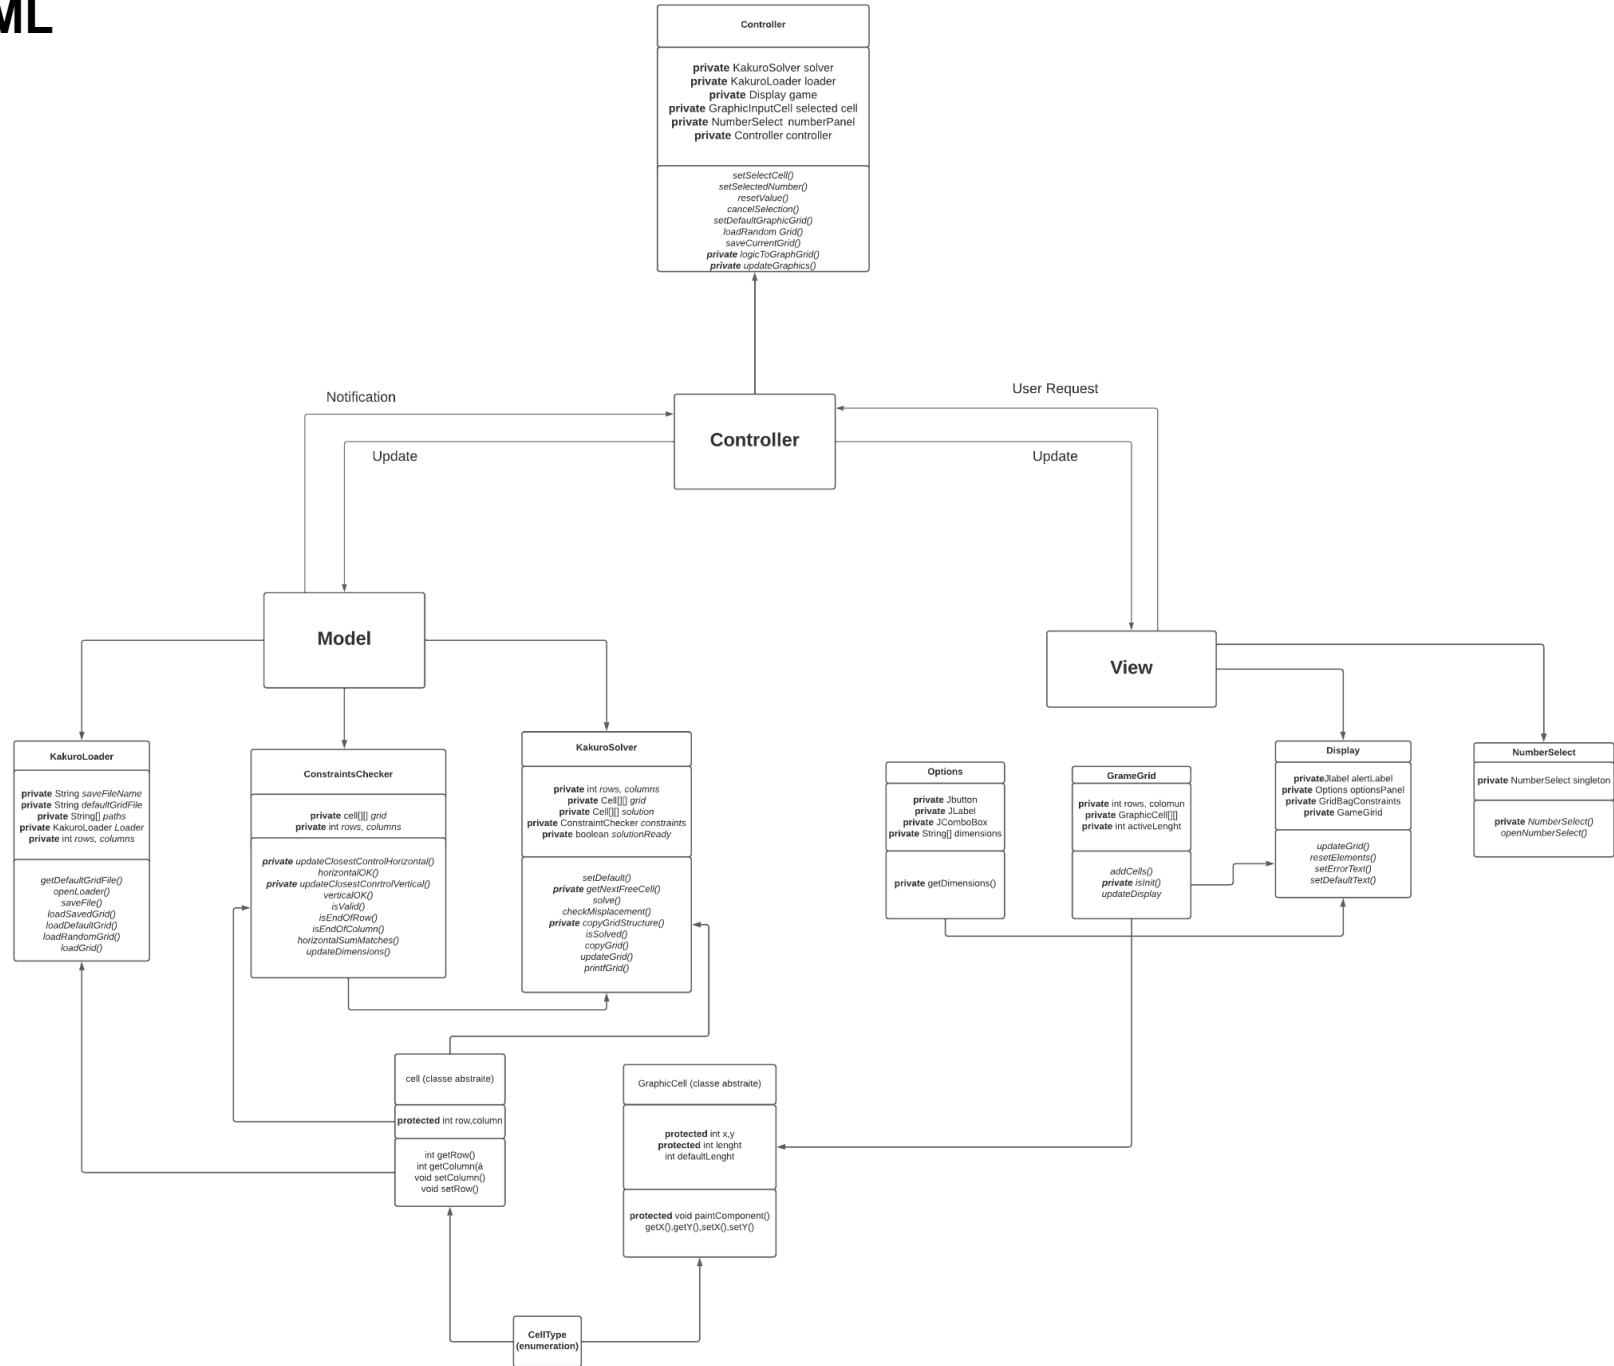 ML
Controller
private KakuroSolver solver
private KakuroLoader loader
private Display game
private GraphicInputCell selected cell
private NumberSelect numberPanel
private Controller controller
setSelectCell()
setSelectedNumber()
resetValue()
cancelSelection()
setDefaultGraphicGrid()
loadRandom Grid()
saveCurrentGrid()
private logicToGraphGrid()
private updateGraphics()
Notification
User Request
Controller
Update
Update
Model
View
KakuroLoader
private String saveFileName
private String defaultGridFile
private String[] paths
private KakuroLoader Loader
private int rows, columns
getDefaultGridFile()
openLoader()
saveFile()
loadSavedGrid()
loadDefaultGrid()
loadRandomGrid()
loadGrid()
ConstraintsChecker
private cell[][] grid
private int rows, columns
private updateClosestControlHorizontal()
horizontalOK()
private updateClosestConrtrolVertical()
verticalOK()
isValid()
isEndOfRow()
isEndOfColumn()
horizontalSumMatches()
updateDimensions()
KakuroSolver
private int rows, columns
private Cell[][] grid
private Cell[][] solution
private ConstraintChecker constraints
private boolean solutionReady
setDefault()
private getNextFreeCell()
solve()
checkMisplacement()
private copyGridStructure()
isSolved()
copyGrid()
updateGrid()
printfGrid()
Options
private Jbutton
private JLabel
private JComboBox
private String[] dimensions
private getDimensions()
GrameGrid
private int rows, colomun
private GraphicCell[][]
private int activeLenght
addCells()
private isInit()
updateDisplay
Display
privateJlabel alertLabel
private Options optionsPanel
private GridBagConstraints
private GameGirid
updateGrid()
resetElements()
setErrorText()
setDefaultText()
NumberSelect
private NumberSelect singleton
private NumberSelect()
openNumberSelect()
cell (classe abstraite)
protected int row,column
int getRow()
int getColumn(à
void setColumn()
void setRow()
GraphicCell (classe abstraite)
protected int x,y
protected int lenght
int defaultLenght
protected void paintComponent()
getX(),getY(),setX(),setY()
CellType
(enumeration)